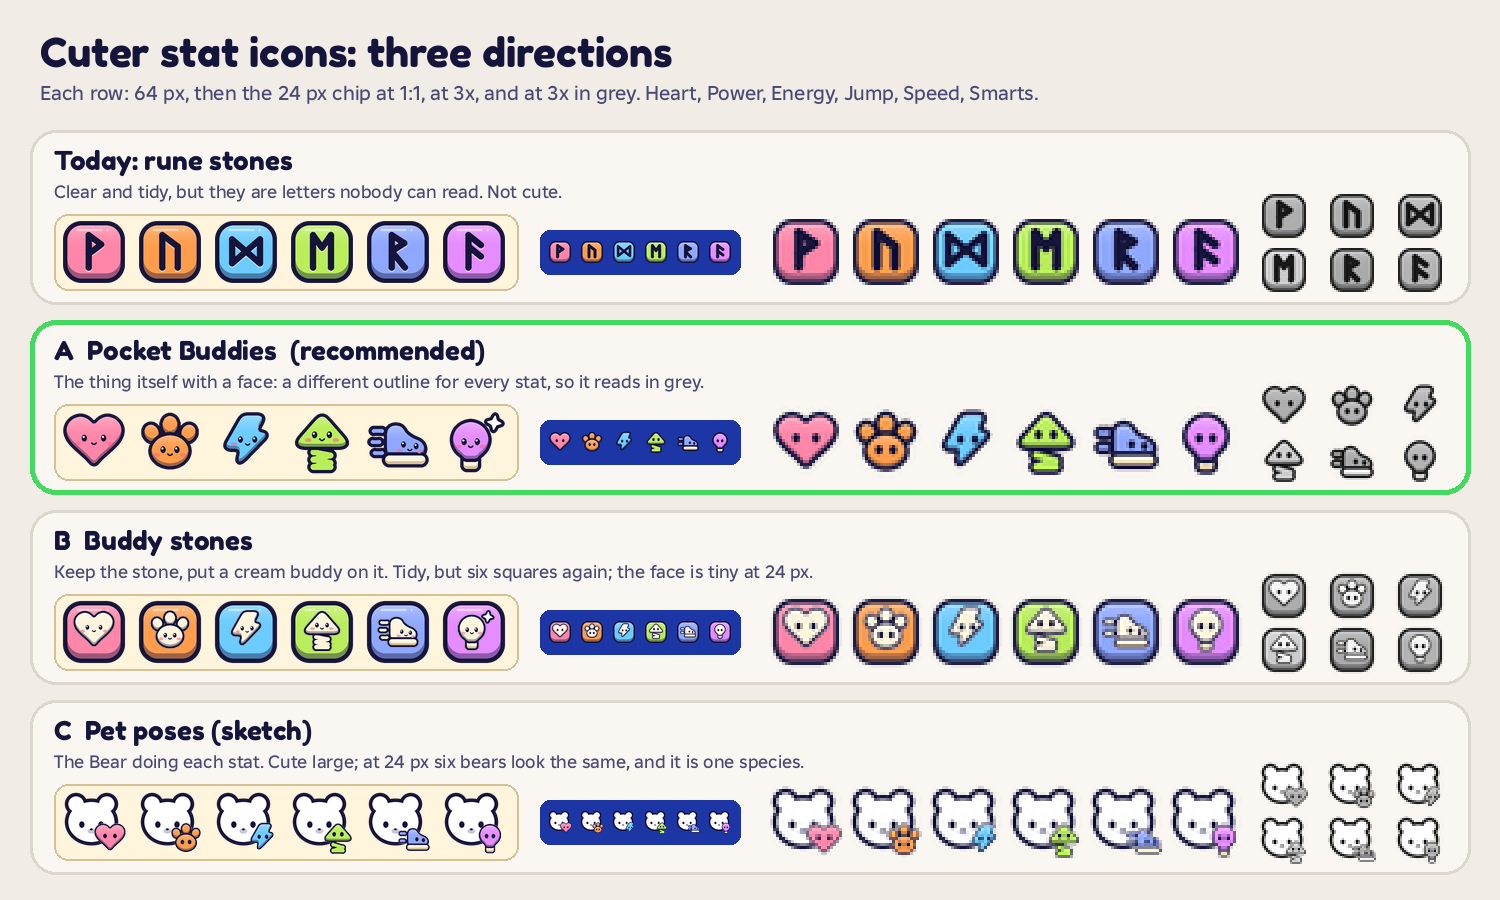 Cuter stat icons: three directions
Each row: 64 px, then the 24 px chip at 1:1, at 3x, and at 3x in grey. Heart, Power, Energy, Jump, Speed, Smarts.
Today: rune stones
Clear and tidy, but they are letters nobody can read. Not cute.
ᚹ ᚢ ᛞ ᛖ ᚱ ᚩ
A Pocket Buddies (recommended)
The thing itself with a face: a different outline for every stat, so it reads in grey.
B Buddy stones
Keep the stone, put a cream buddy on it. Tidy, but six squares again; the face is tiny at 24 px.
C Pet poses (sketch)
The Bear doing each stat. Cute large; at 24 px six bears look the same, and it is one species.